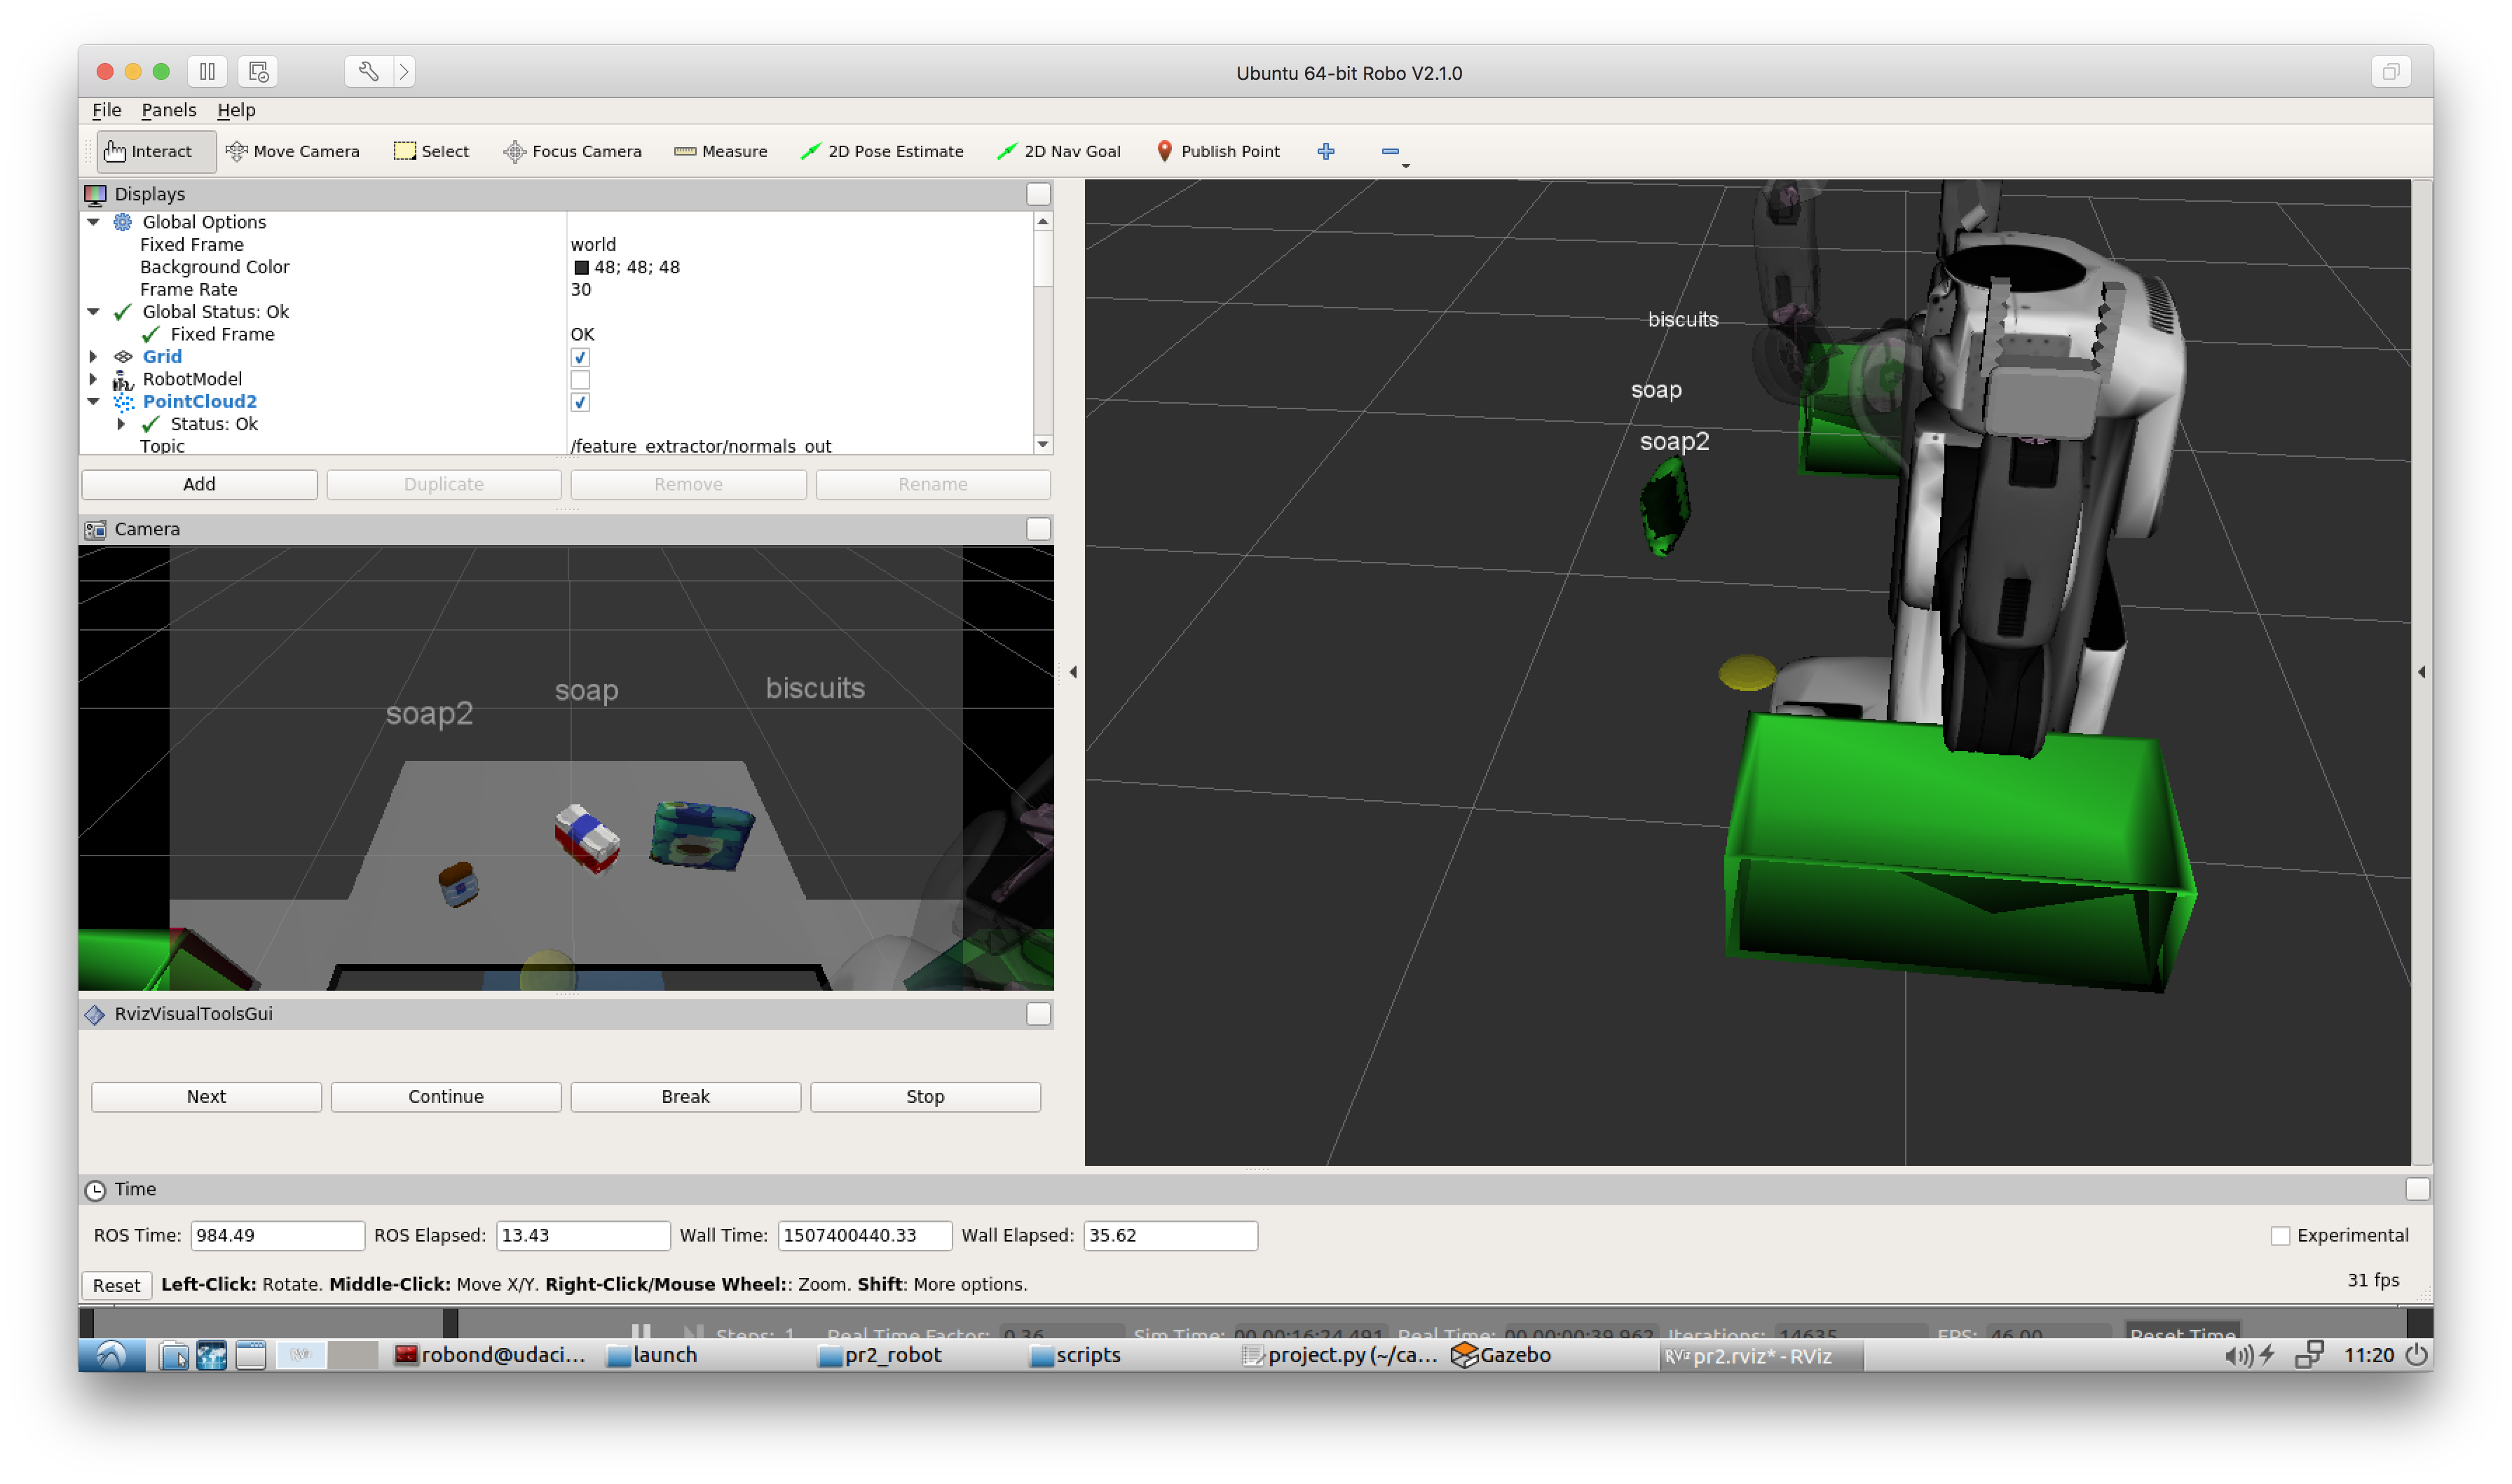 Ubuntu 64-bit Robo V2.1.0
File Panels Help
Interact Move Camera Select Focus Camera Measure 2D Pose Estimate 2D Nav Goal Publish Point
Displays
Global Options
Fixed Frame world
Background Color 48; 48; 48
Frame Rate 30
Global Status: Ok
Fixed Frame OK
Grid
RobotModel
PointCloud2
Status: Ok
Topic /feature_extractor/normals_out
Add Duplicate Remove Rename
Camera
soap2 soap biscuits
RvizVisualToolsGui
Next Continue Break Stop
biscuits
soap
soap2
Time
ROS Time: 984.49 ROS Elapsed: 13.43 Wall Time: 1507400440.33 Wall Elapsed: 35.62 Experimental
Reset Left-Click: Rotate. Middle-Click: Move X/Y. Right-Click/Mouse Wheel:: Zoom. Shift: More options. 31 fps
Steps: 1 Real Time Factor: 0.36 Sim Time: 00 00:16:24.491 Real Time: 00 00:00:39.962 Iterations: 14635 FPS: 46.00 Reset Time
robond@udaci... launch pr2_robot scripts project.py (~/ca... Gazebo RViz pr2.rviz* - RViz 11:20